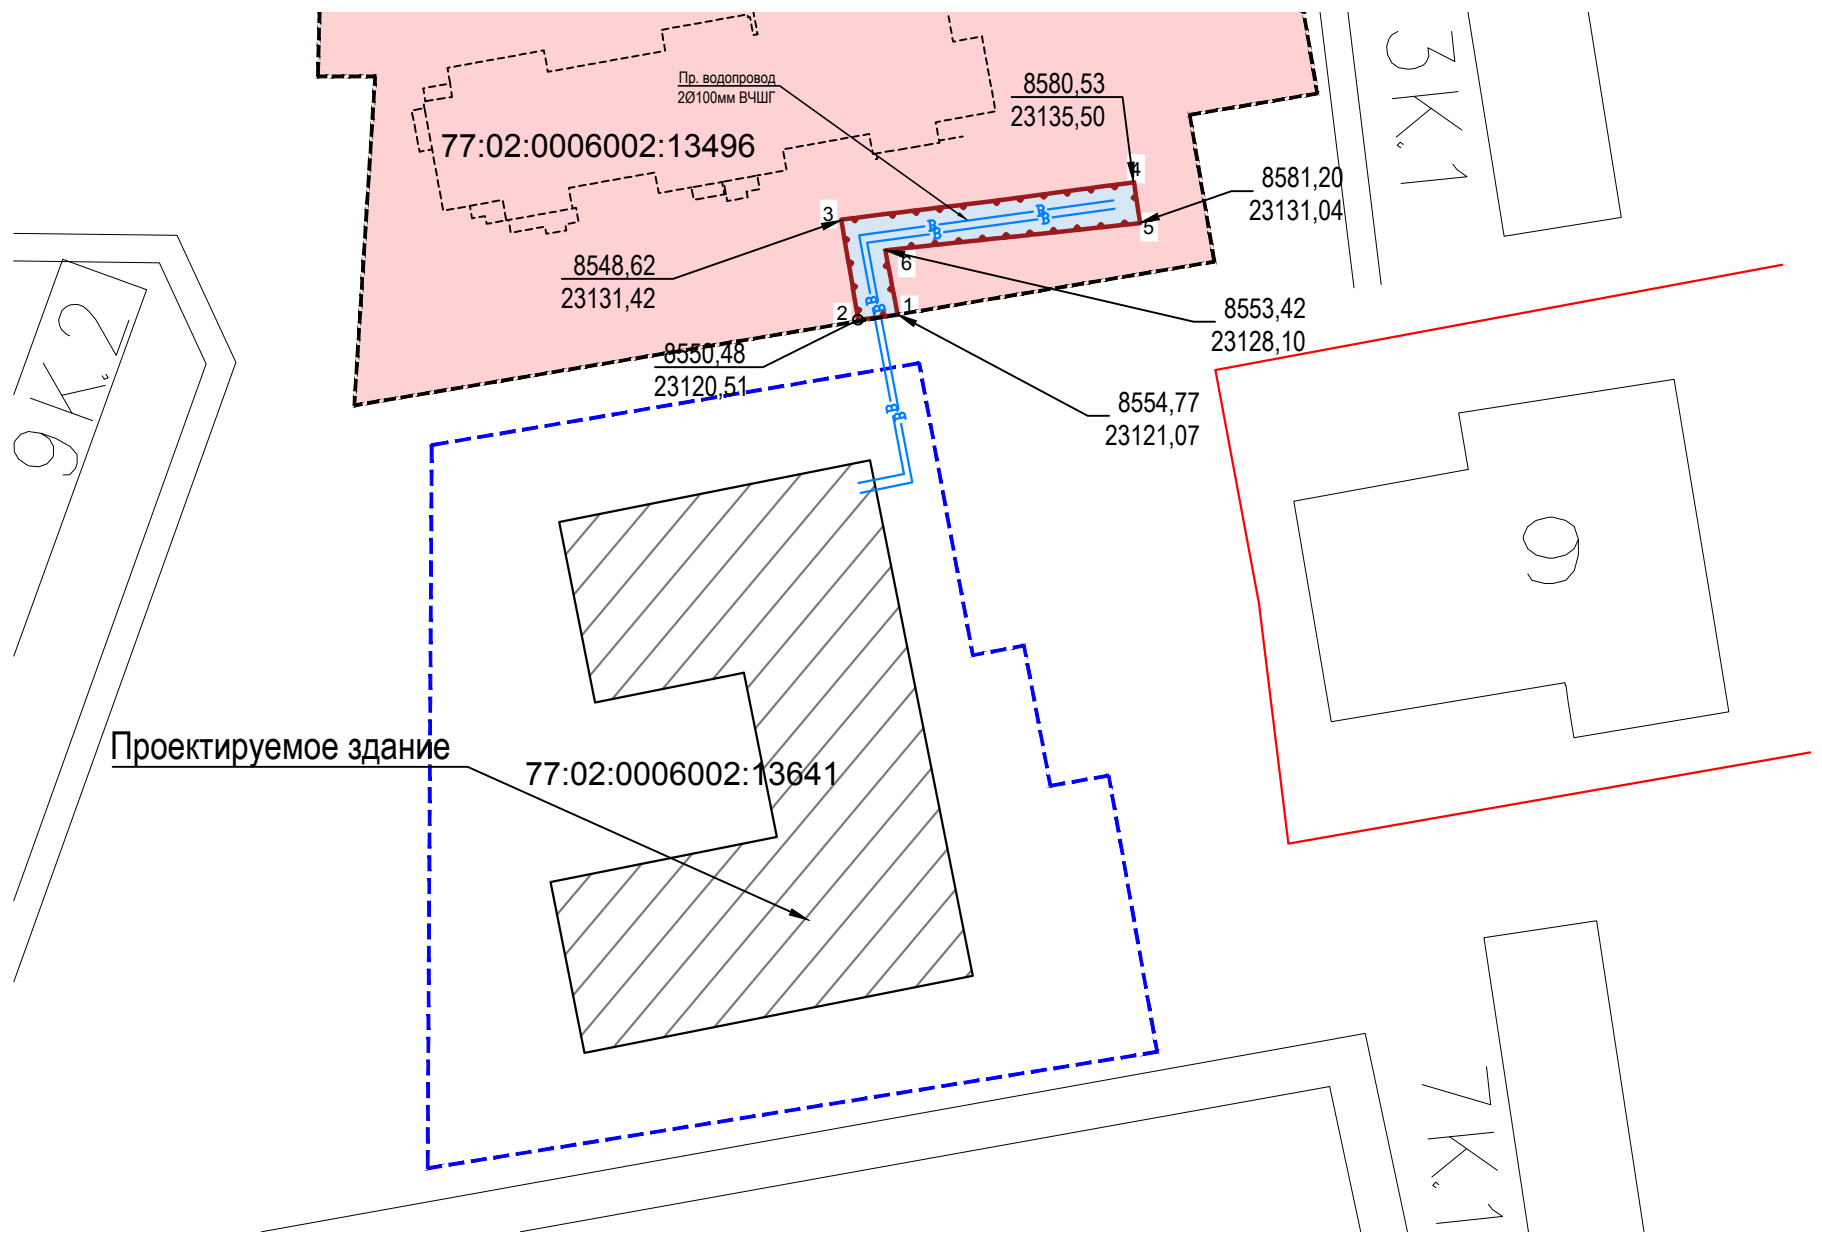 3к.1
Пр. водопровод
2Ø100мм ВЧШГ
8580,53
23135,50
77:02:0006002:13496
4
8581,20
23131,04
3
5
В
В
В
В
6
8548,62
23131,42
В
В
2
1
8553,42
23128,10
9к.2
8550,48
23120,51
8554,77
23121,07
В
В
9
Проектируемое здание
77:02:0006002:13641
7к.1